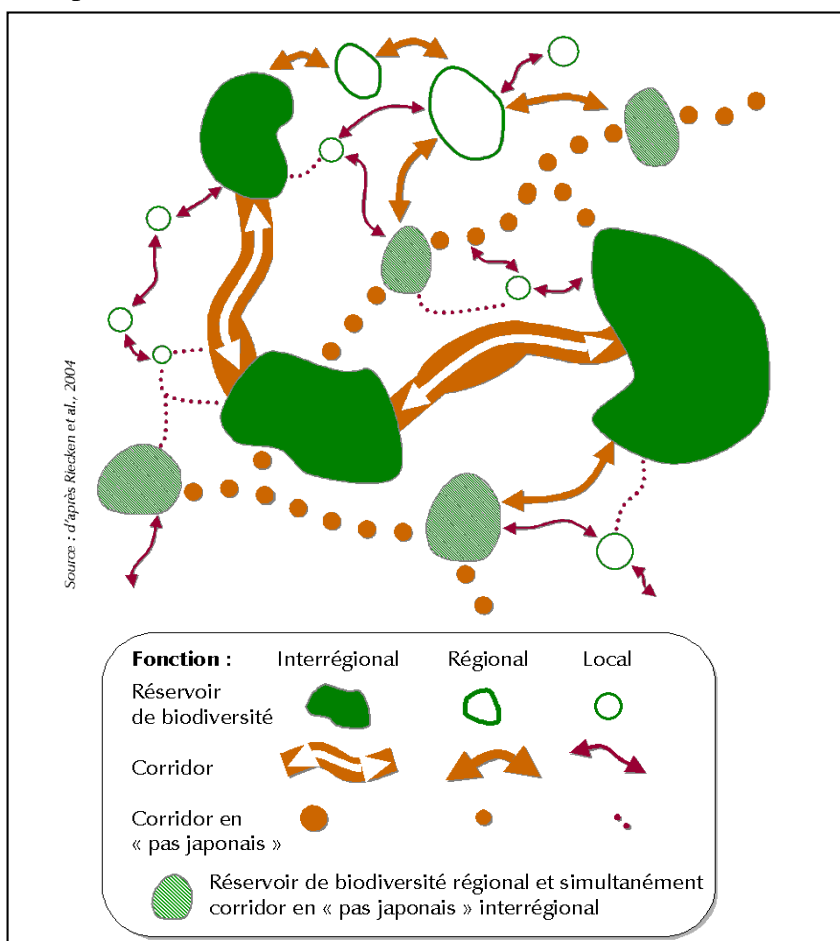 Source : d'après Riecken et al., 2004
Fonction : Interrégional Régional Local
Réservoir
de biodiversité
Corridor
Corridor en
« pas japonais »
Réservoir de biodiversité régional et simultanément
corridor en « pas japonais » interrégional